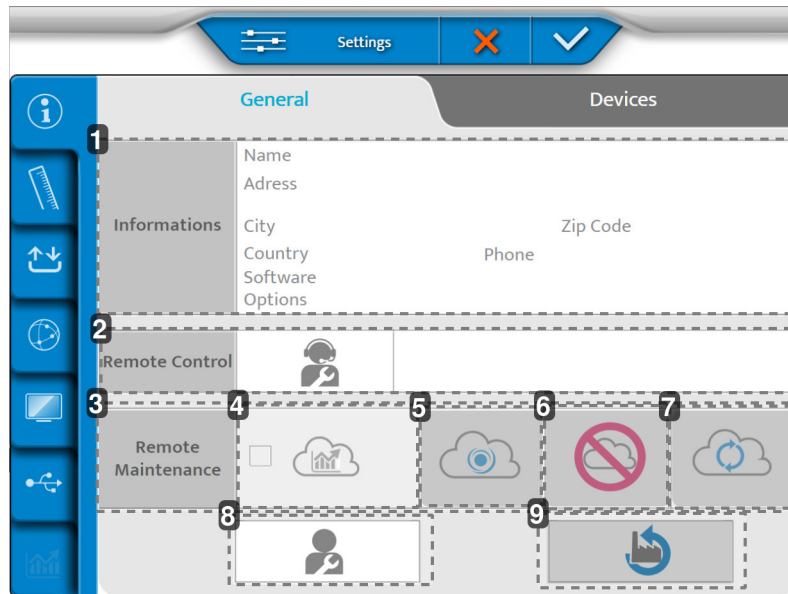 Settings
General
Devices
1
Informations
Name
Adress
City
Zip Code
Country
Phone
Software
Options
2
Remote Control
3
4
5
6
7
Remote
Maintenance
8
9